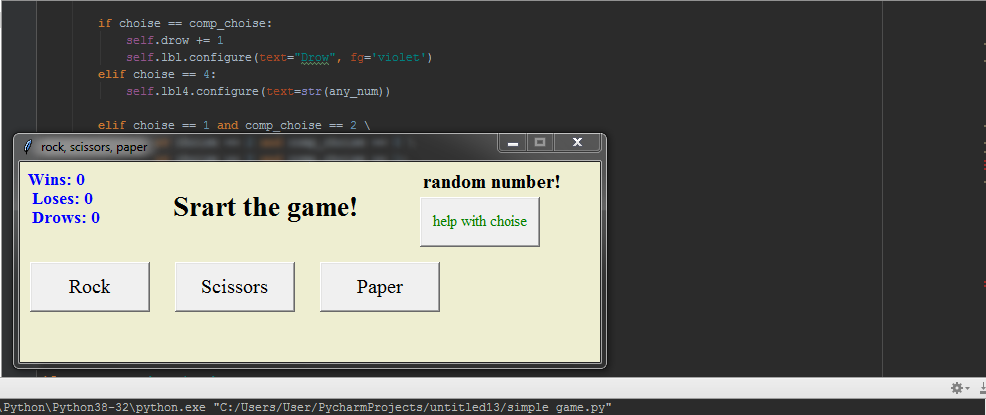 if choise == comp_choise:
self.drow += 1
self.lbl.configure(text="Drow", fg='violet')
elif choise == 4:
self.lbl4.configure(text=str(any_num))
elif choise == 1 and comp_choise == 2 \
rock, scissors, paper
Wins: 0
Loses: 0
Drows: 0
Srart the game!
random number!
help with choise
Rock
Scissors
Paper
\Python\Python38-32\python.exe "C:/Users/User/PycharmProjects/untitled13/simple game.py"